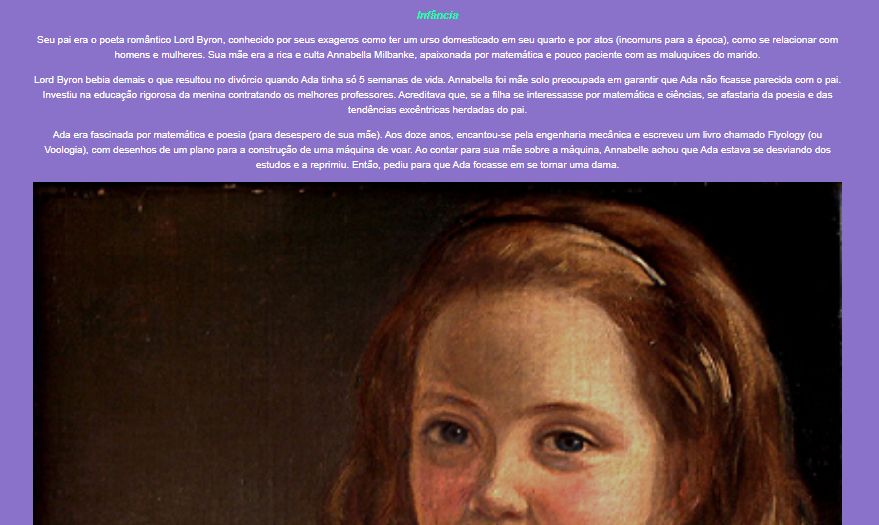 Infância
Seu pai era o poeta romântico Lord Byron, conhecido por seus exageros como ter um urso domesticado em seu quarto e por atos (incomuns para a época), como se relacionar com
homens e mulheres. Sua mãe era a rica e culta Annabella Milbanke, apaixonada por matemática e pouco paciente com as maluquices do marido.
Lord Byron bebia demais o que resultou no divórcio quando Ada tinha só 5 semanas de vida. Annabella foi mãe solo preocupada em garantir que Ada não ficasse parecida com o pai.
Investiu na educação rigorosa da menina contratando os melhores professores. Acreditava que, se a filha se interessasse por matemática e ciências, se afastaria da poesia e das
tendências excêntricas herdadas do pai.
Ada era fascinada por matemática e poesia (para desespero de sua mãe). Aos doze anos, encantou-se pela engenharia mecânica e escreveu um livro chamado Flyology (ou
Voologia), com desenhos de um plano para a construção de uma máquina de voar. Ao contar para sua mãe sobre a máquina, Annabelle achou que Ada estava se desviando dos
estudos e a reprimiu. Então, pediu para que Ada focasse em se tornar uma dama.